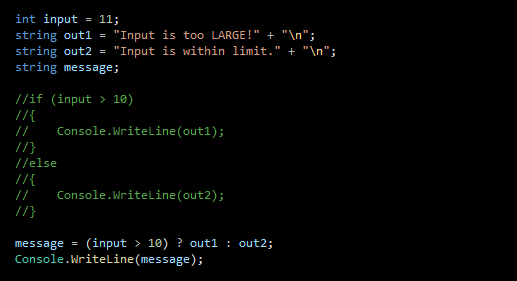 int input = 11;
string out1 = "Input is too LARGE!" + "\n";
string out2 = "Input is within limit." + "\n";
string message;

//if (input > 10)
//{
//    Console.WriteLine(out1);
//}
//else
//{
//    Console.WriteLine(out2);
//}

message = (input > 10) ? out1 : out2;
Console.WriteLine(message);